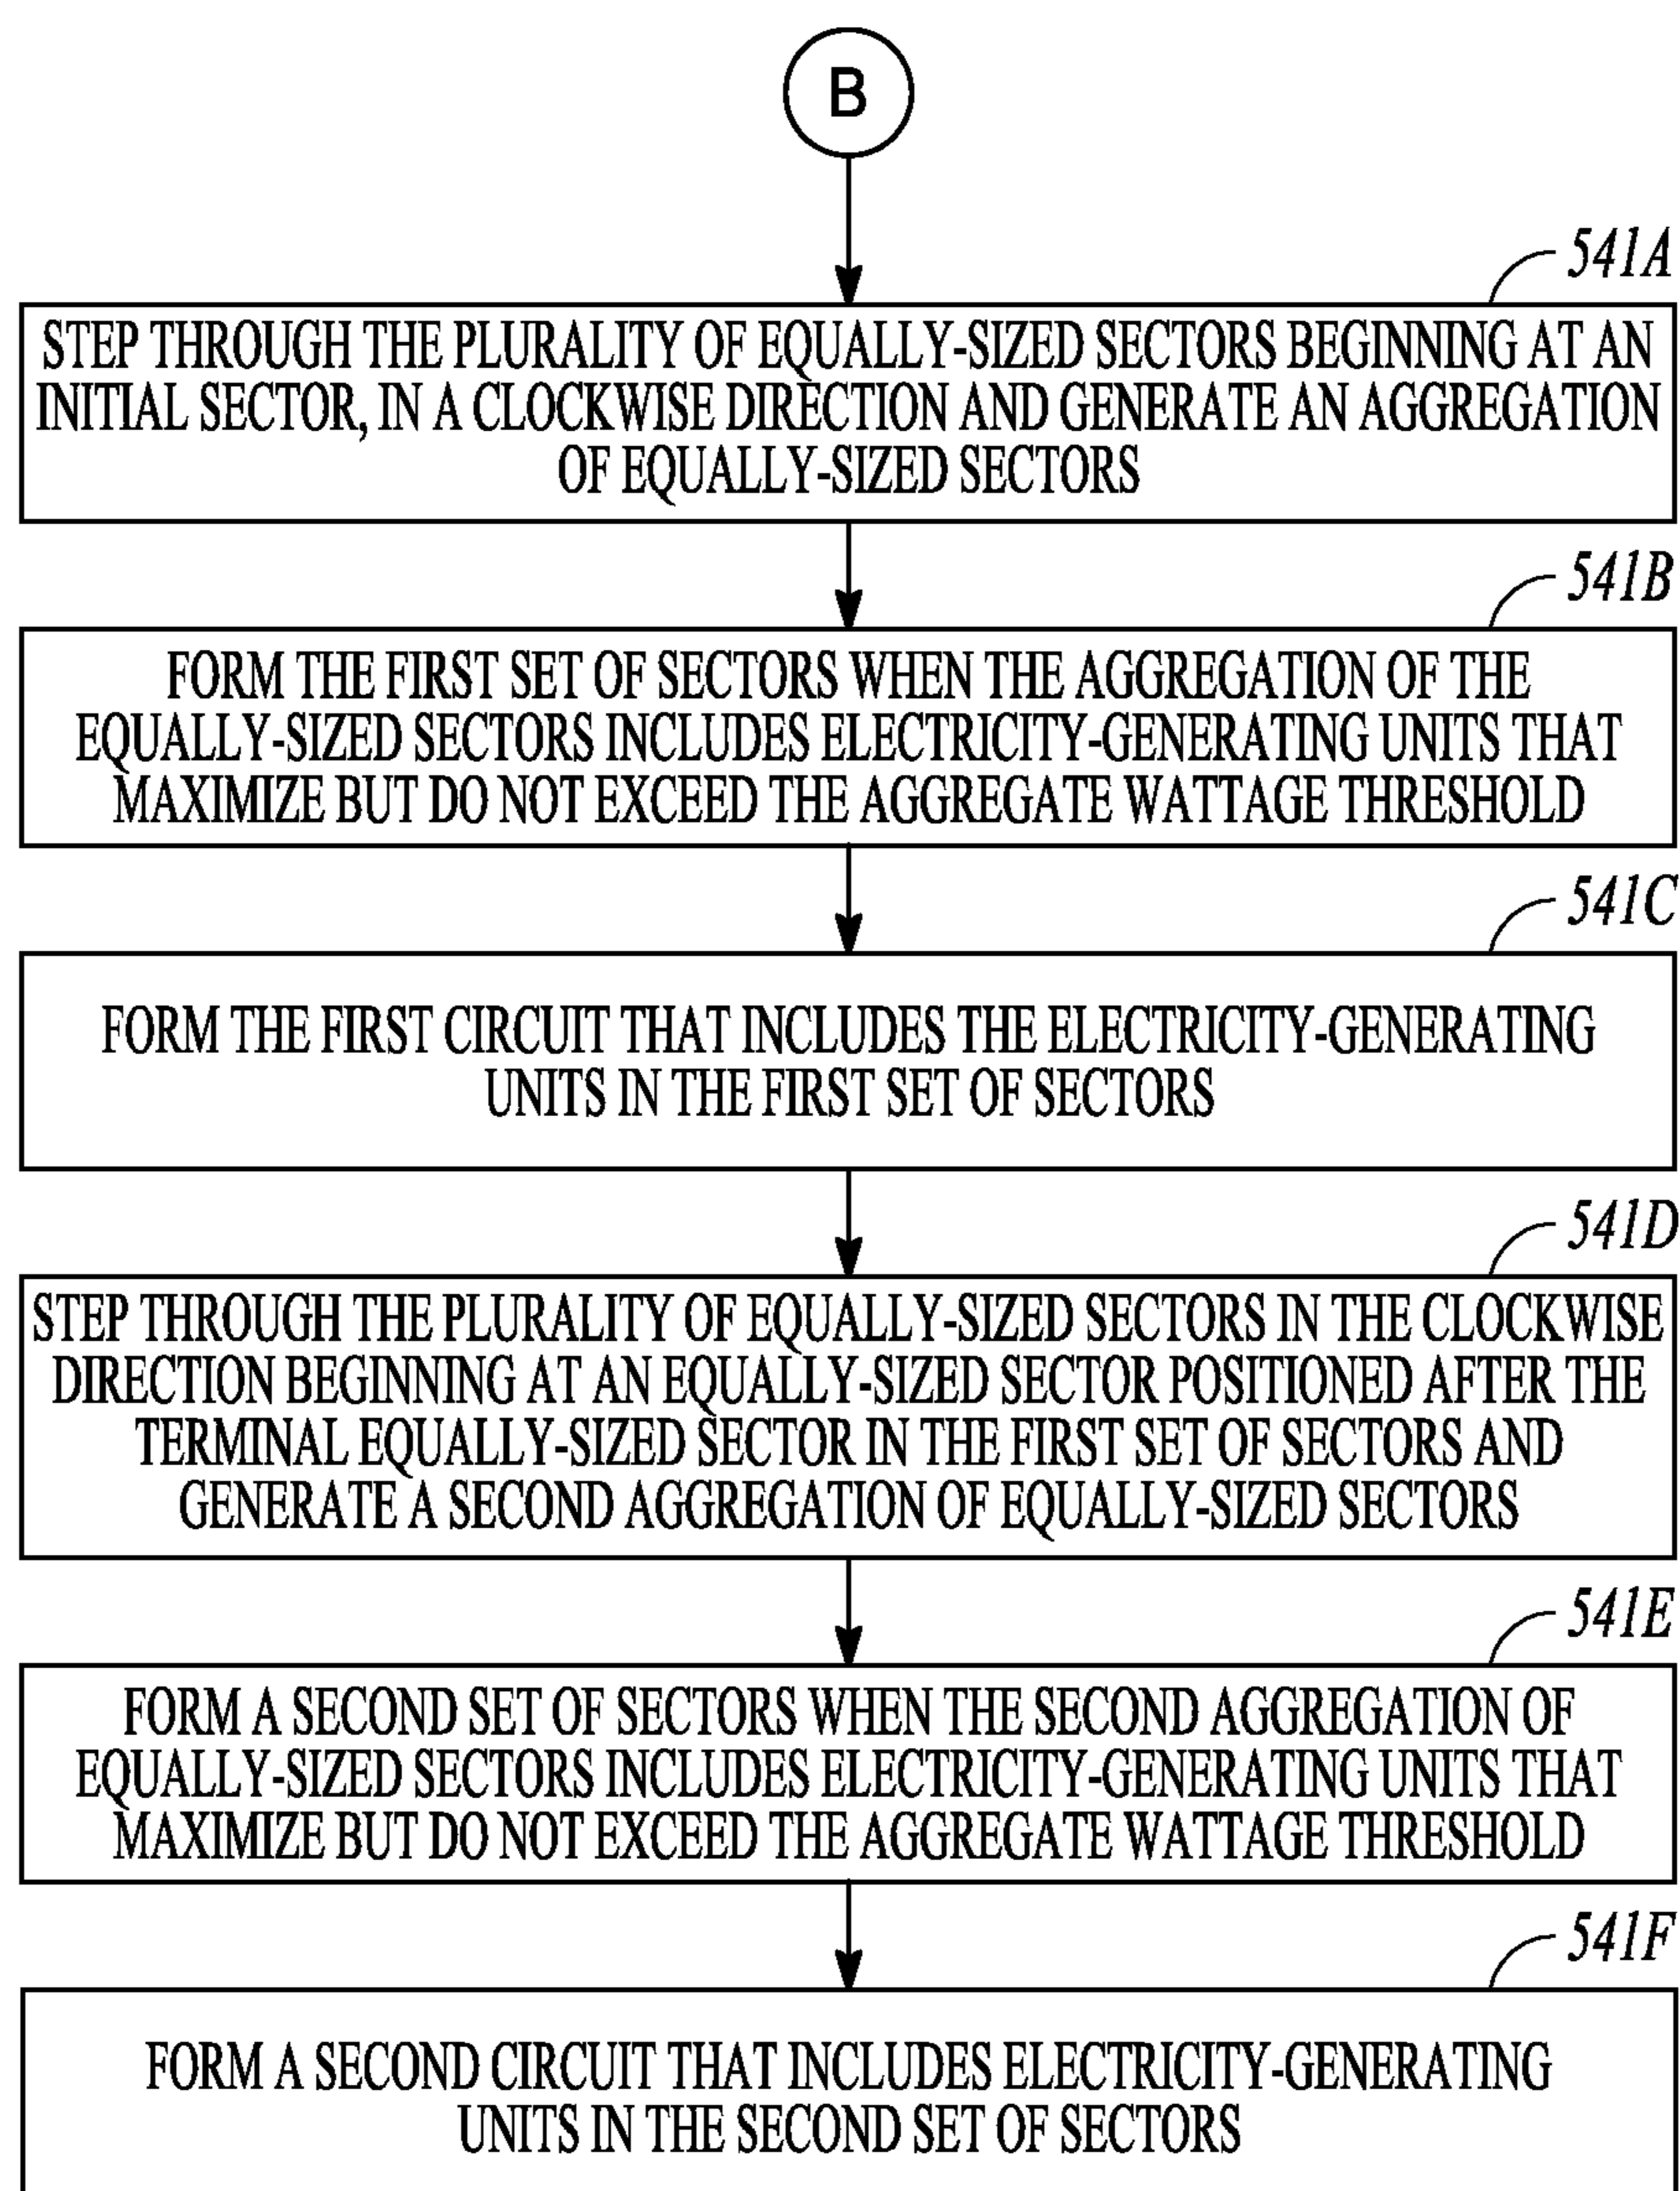 B
541A
STEP THROUGH THE PLURALITY OF EQUALLY-SIZED SECTORS BEGINNING AT AN
INITIAL SECTOR, IN A CLOCKWISE DIRECTION AND GENERATE AN AGGREGATION
OF EQUALLY-SIZED SECTORS
541B
FORM THE FIRST SET OF SECTORS WHEN THE AGGREGATION OF THE
EQUALLY-SIZED SECTORS INCLUDES ELECTRICITY-GENERATING UNITS THAT
MAXIMIZE BUT DO NOT EXCEED THE AGGREGATE WATTAGE THRESHOLD
541C
FORM THE FIRST CIRCUIT THAT INCLUDES THE ELECTRICITY-GENERATING
UNITS IN THE FIRST SET OF SECTORS
541D
STEP THROUGH THE PLURALITY OF EQUALLY-SIZED SECTORS IN THE CLOCKWISE
DIRECTION BEGINNING AT AN EQUALLY-SIZED SECTOR POSITIONED AFTER THE
TERMINAL EQUALLY-SIZED SECTOR IN THE FIRST SET OF SECTORS AND
GENERATE A SECOND AGGREGATION OF EQUALLY-SIZED SECTORS
541E
FORM A SECOND SET OF SECTORS WHEN THE SECOND AGGREGATION OF
EQUALLY-SIZED SECTORS INCLUDES ELECTRICITY-GENERATING UNITS THAT
MAXIMIZE BUT DO NOT EXCEED THE AGGREGATE WATTAGE THRESHOLD
541F
FORM A SECOND CIRCUIT THAT INCLUDES ELECTRICITY-GENERATING
UNITS IN THE SECOND SET OF SECTORS